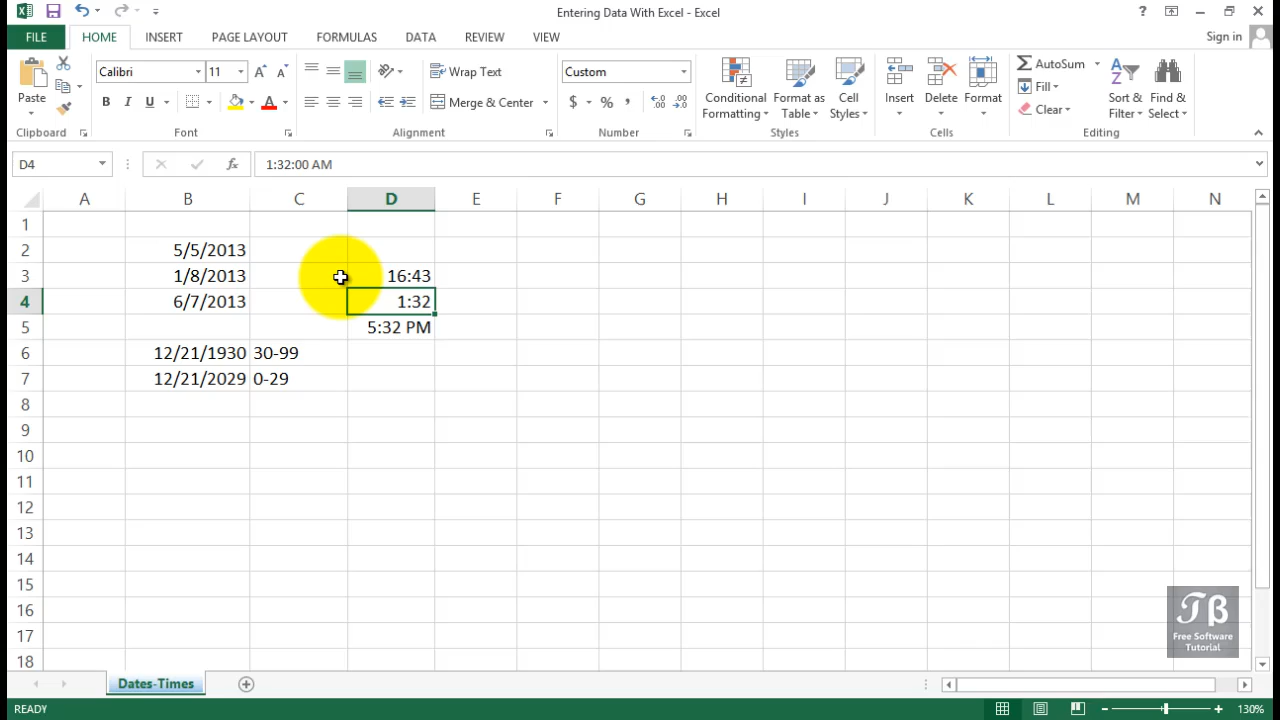 Entering Data With Excel - Excel
FILE HOME INSERT PAGE LAYOUT FORMULAS DATA REVIEW VIEW Sign in
Paste
Clipboard
Calibri 11
B I U
Font
Wrap Text
Merge & Center
Alignment
Custom
$ % ,
Number
Conditional Formatting
Format as Table
Cell Styles
Styles
Insert Delete Format
Cells
AutoSum
Fill
Clear
Sort & Filter
Find & Select
Editing
D4 fx 1:32:00 AM
A B C D E F G H I J K L M N
1
2 5/5/2013
3 1/8/2013 16:43
4 6/7/2013 1:32
5 5:32 PM
6 12/21/1930 30-99
7 12/21/2029 0-29
8
9
10
11
12
13
14
15
16
17
18
Tβ
Free Software
Tutorial
Dates-Times
READY 130%